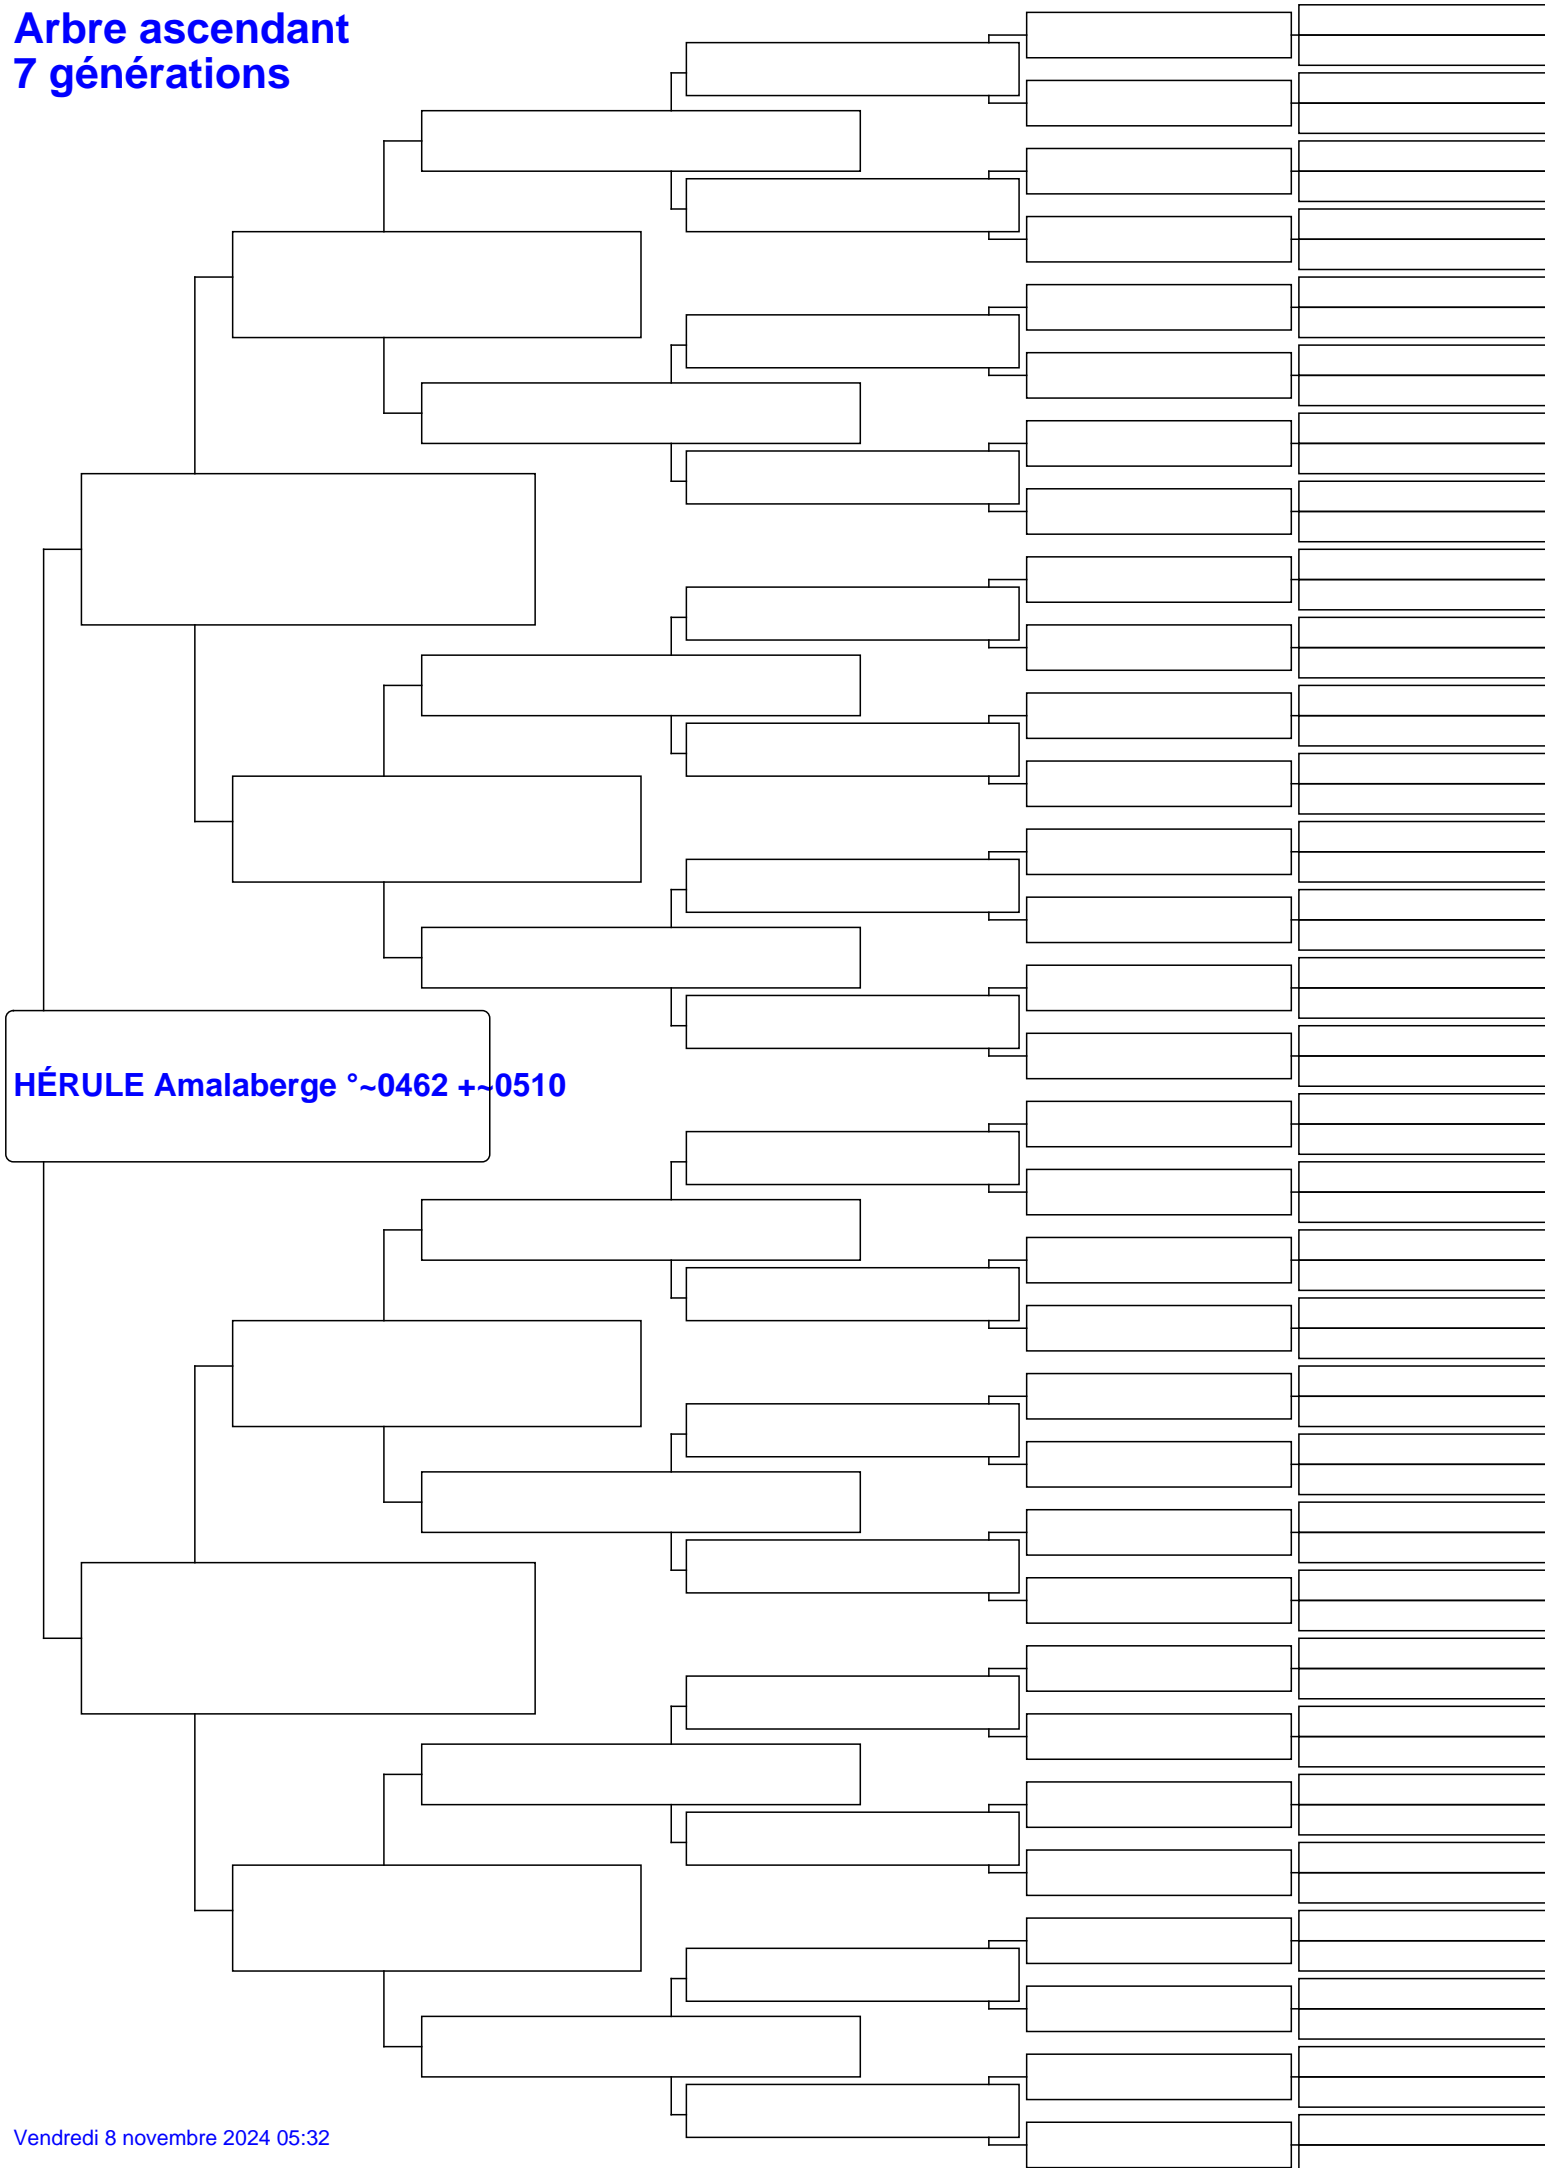 Arbre ascendant
7 générations
HÉRULE Amalaberge °~0462 +~0510
Vendredi 8 novembre 2024 05:32